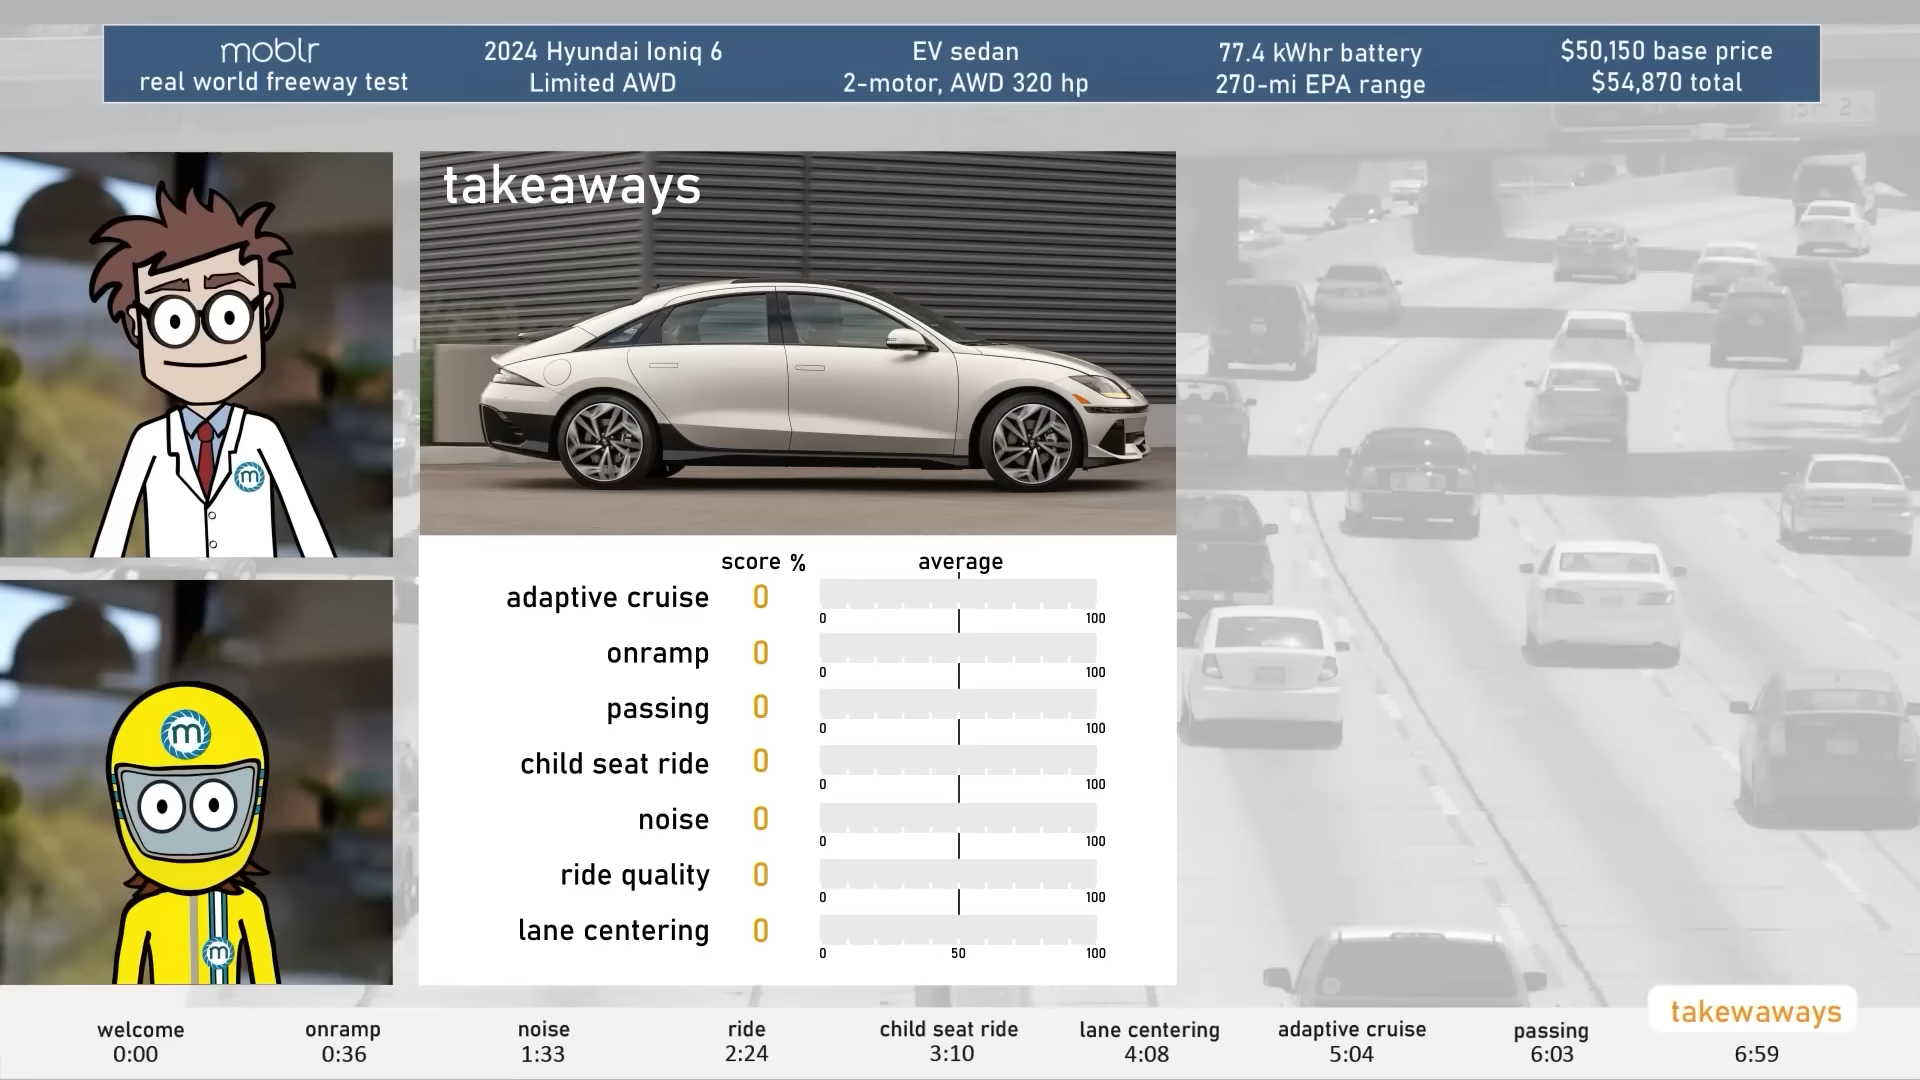 moblr
real world freeway test
2024 Hyundai Ioniq 6
Limited AWD
EV sedan
2-motor, AWD 320 hp
77.4 kWhr battery
270-mi EPA range
$50,150 base price
$54,870 total
takeaways
m
m
m
score % average
adaptive cruise 0
0 100
onramp 0
0 100
passing 0
0 100
child seat ride 0
0 100
noise 0
0 100
ride quality 0
0 100
lane centering 0
0 50 100
welcome
0:00
onramp
0:36
noise
1:33
ride
2:24
child seat ride
3:10
lane centering
4:08
adaptive cruise
5:04
passing
6:03
takewaways
6:59